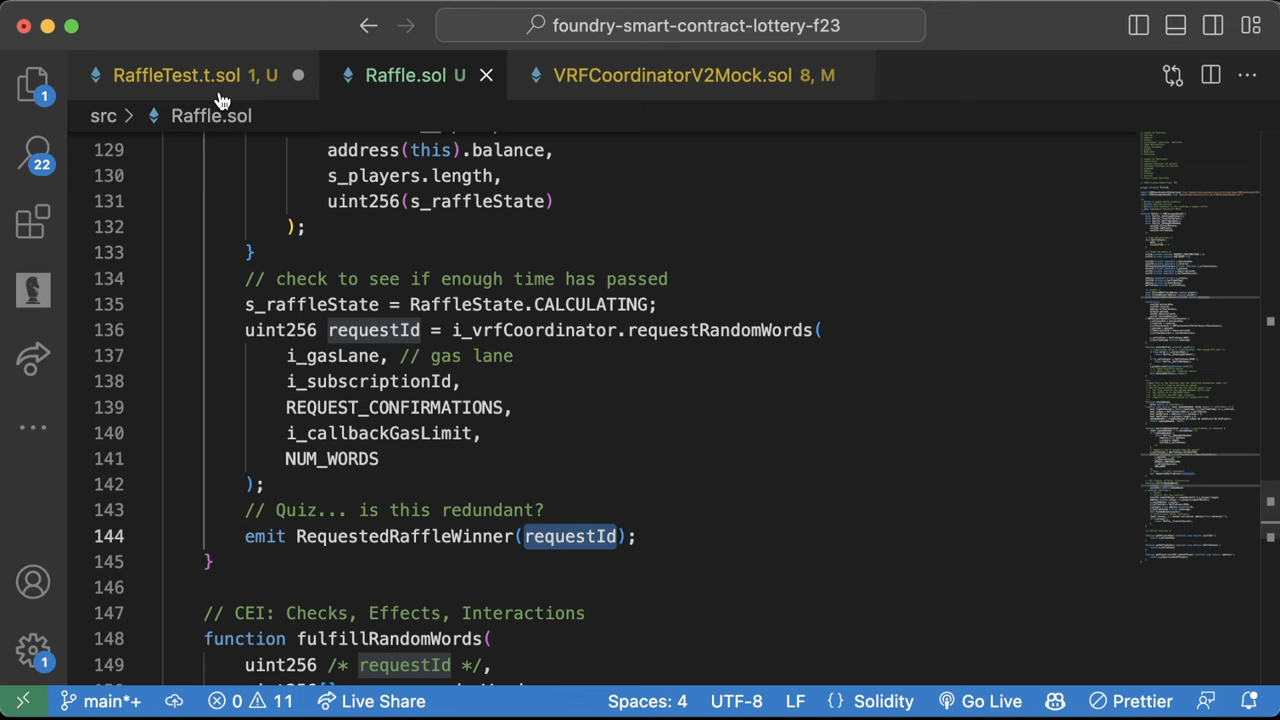 foundry-smart-contract-lottery-f23
RaffleTest.t.sol 1, U
Raffle.sol U
VRFCoordinatorV2Mock.sol 8, M
src > Raffle.sol
1
22
129 address(this).balance,
130 s_players.length,
131 uint256(s_raffleState)
132 );
133 }
134 // check to see if enough time has passed
135 s_raffleState = RaffleState.CALCULATING;
136 uint256 requestId = i_vrfCoordinator.requestRandomWords(
137 i_gasLane, // gas lane
138 i_subscriptionId,
139 REQUEST_CONFIRMATIONS,
140 i_callbackGasLimit,
141 NUM_WORDS
142 );
143 // Quiz... is this redundant?
144 emit RequestedRaffleWinner(requestId);
145 }
146
147 // CEI: Checks, Effects, Interactions
148 function fulfillRandomWords(
149 uint256 /* requestId */,
1
main*+ 0 11 Live Share Spaces: 4 UTF-8 LF {} Solidity Go Live Prettier